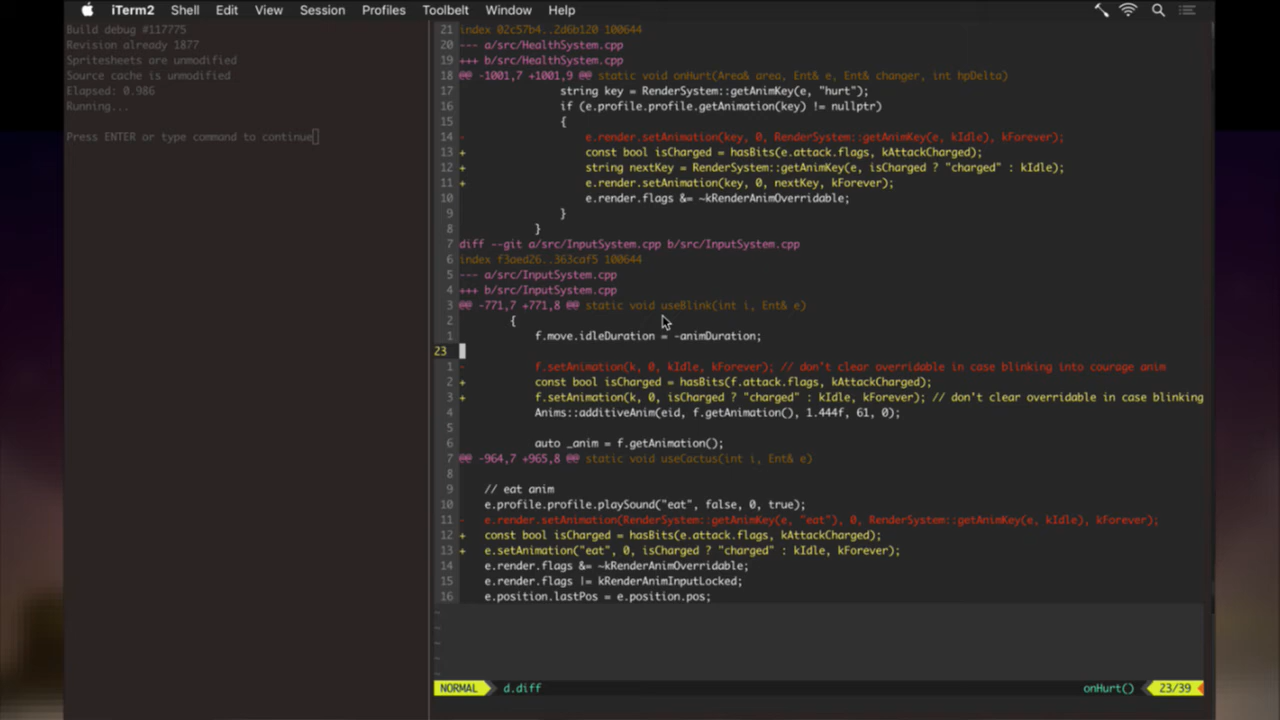 iTerm2 Shell Edit View Session Profiles Toolbelt Window Help
Build debug #117775
Revision already 1877
Spritesheets are unmodified
Source cache is unmodified
Elapsed: 0.986
Running...
Press ENTER or type command to continue
21 index 02c57b4..2d6b120 100644
20 --- a/src/HealthSystem.cpp
19 +++ b/src/HealthSystem.cpp
18 @@ -1001,7 +1001,9 @@ static void onHurt(Area& area, Ent& e, Ent& changer, int hpDelta)
17 string key = RenderSystem::getAnimKey(e, "hurt");
16 if (e.profile.profile.getAnimation(key) != nullptr)
15 {
14 - e.render.setAnimation(key, 0, RenderSystem::getAnimKey(e, kIdle), kForever);
13 + const bool isCharged = hasBits(e.attack.flags, kAttackCharged);
12 + string nextKey = RenderSystem::getAnimKey(e, isCharged ? "charged" : kIdle);
11 + e.render.setAnimation(key, 0, nextKey, kForever);
10 e.render.flags &= ~kRenderAnimOverridable;
9 }
8 }
7 diff --git a/src/InputSystem.cpp b/src/InputSystem.cpp
6 index f3aed26..363caf5 100644
5 --- a/src/InputSystem.cpp
4 +++ b/src/InputSystem.cpp
3 @@ -771,7 +771,8 @@ static void useBlink(int i, Ent& e)
2 {
1 f.move.idleDuration = -animDuration;
23
1 - f.setAnimation(k, 0, kIdle, kForever); // don't clear overridable in case blinking into courage anim
2 + const bool isCharged = hasBits(f.attack.flags, kAttackCharged);
3 + f.setAnimation(k, 0, isCharged ? "charged" : kIdle, kForever); // don't clear overridable in case blinking
4 Anims::additiveAnim(eid, f.getAnimation(), 1.444f, 61, 0);
5
6 auto _anim = f.getAnimation();
7 @@ -964,7 +965,8 @@ static void useCactus(int i, Ent& e)
8
9 // eat anim
10 e.profile.profile.playSound("eat", false, 0, true);
11 - e.render.setAnimation(RenderSystem::getAnimKey(e, "eat"), 0, RenderSystem::getAnimKey(e, kIdle), kForever);
12 + const bool isCharged = hasBits(e.attack.flags, kAttackCharged);
13 + e.setAnimation("eat", 0, isCharged ? "charged" : kIdle, kForever);
14 e.render.flags &= ~kRenderAnimOverridable;
15 e.render.flags |= kRenderAnimInputLocked;
16 e.position.lastPos = e.position.pos;
~
~
~
~
NORMAL d.diff onHurt() 23/39